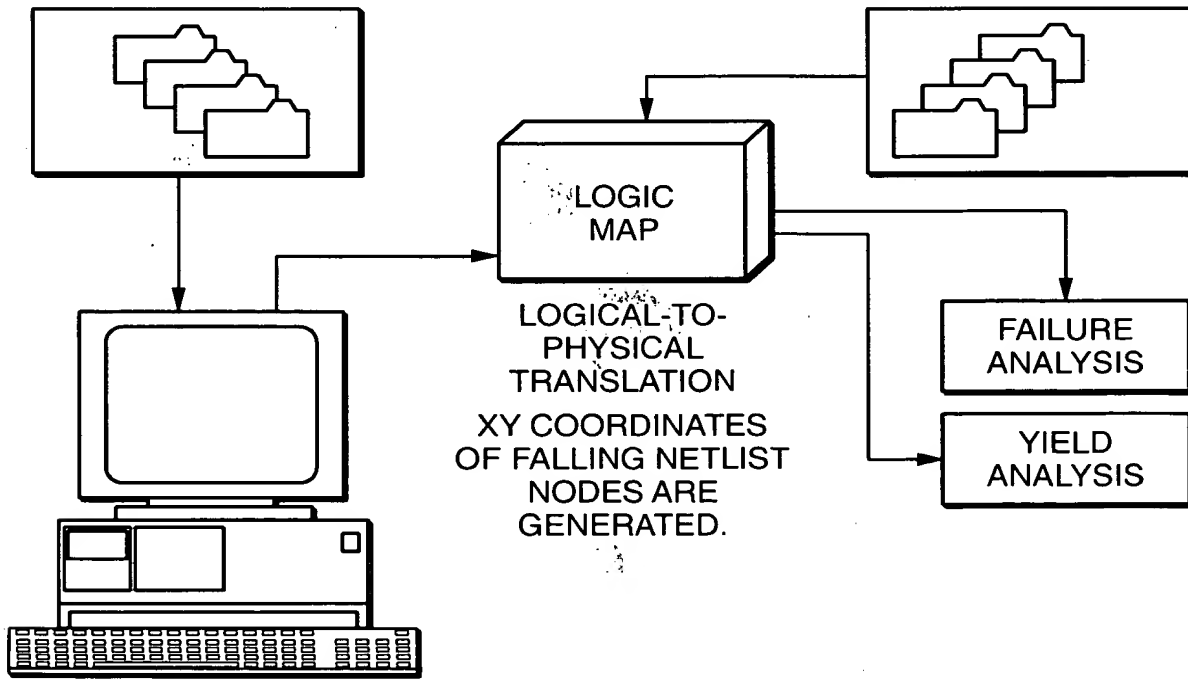 LOGIC
MAP
LOGICAL-TO-
PHYSICAL
TRANSLATION
XY COORDINATES
OF FALLING NETLIST
NODES ARE
GENERATED.
FAILURE
ANALYSIS
YIELD
ANALYSIS